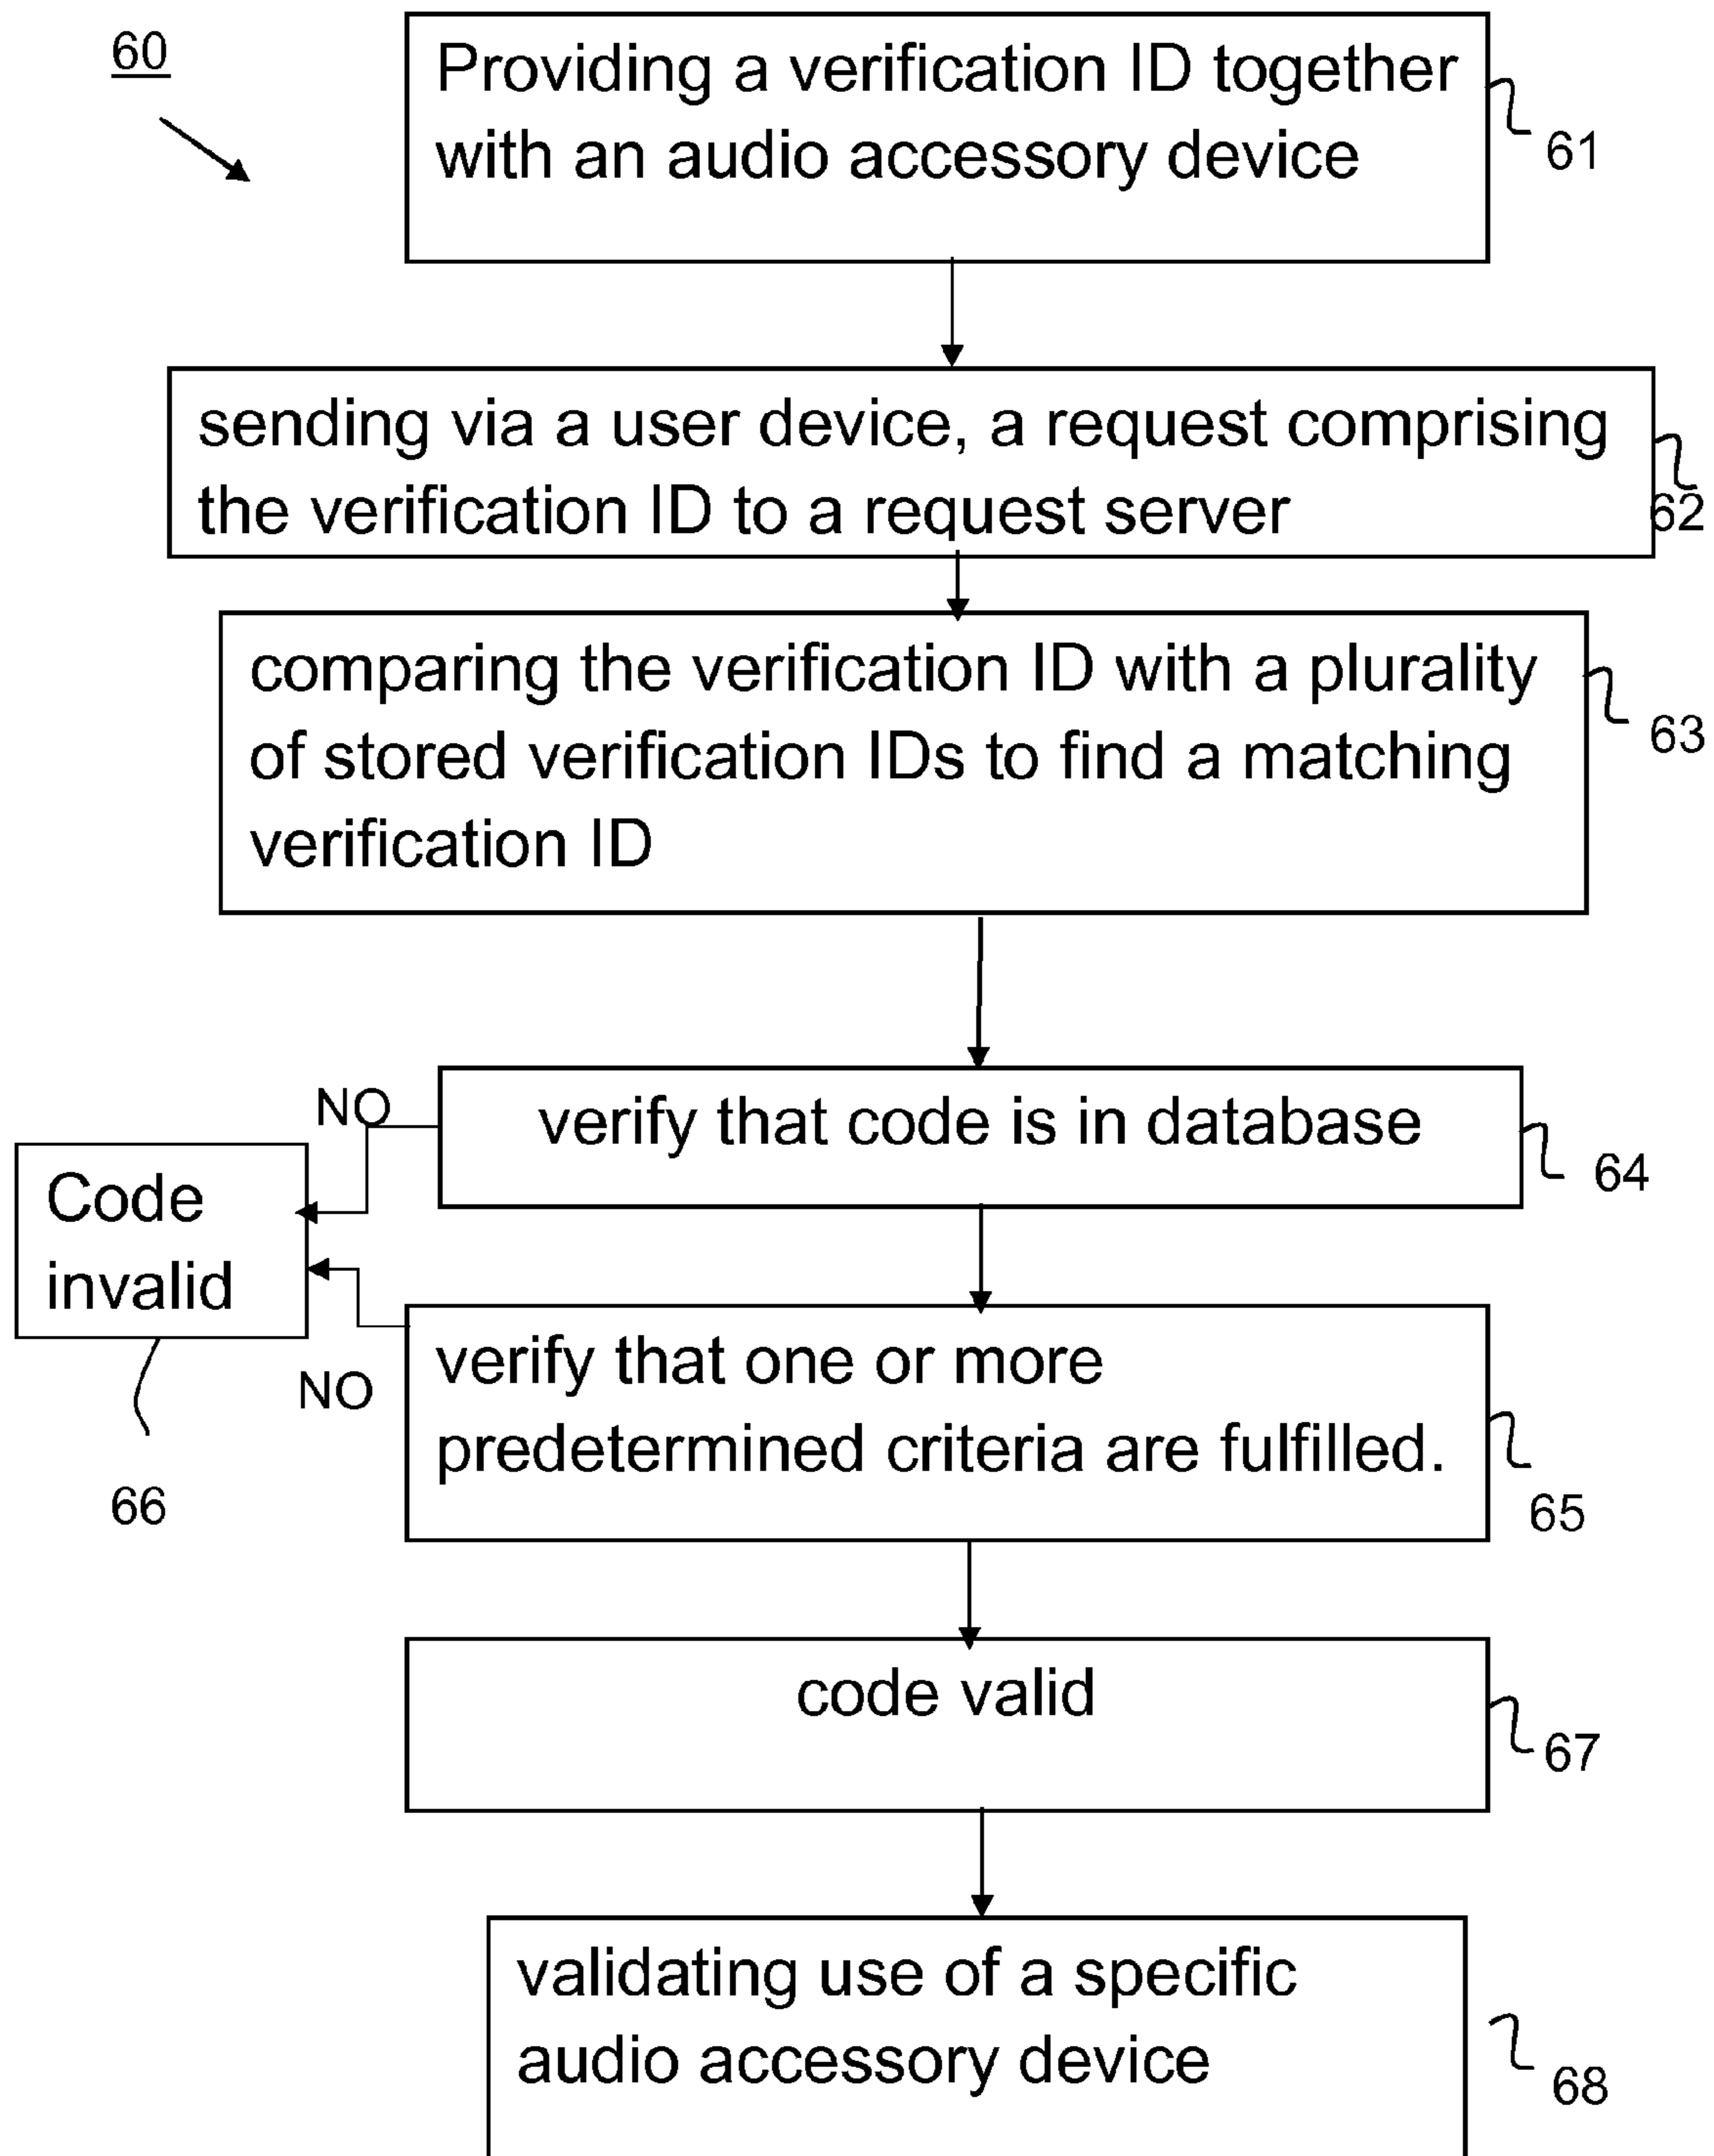 60
Providing a verification ID together
with an audio accessory device
61
sending via a user device, a request comprising
the verification ID to a request server
62
comparing the verification ID with a plurality
of stored verification IDs to find a matching
verification ID
63
NO
verify that code is in database
64
Code
invalid
66
NO
verify that one or more
predetermined criteria are fulfilled.
65
code valid
67
validating use of a specific
audio accessory device
68